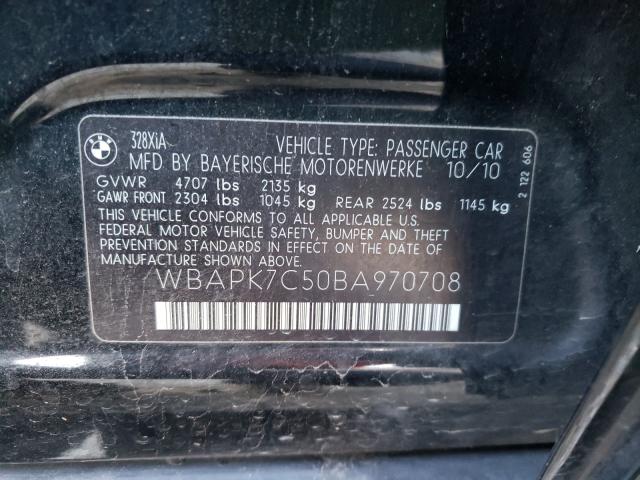 BMW
328XiA
VEHICLE TYPE: PASSENGER CAR
MFD BY BAYERISCHE MOTORENWERKE 10/10
GVWR 4707 lbs 2135 kg
GAWR FRONT 2304 lbs 1045 kg REAR 2524 lbs 1145 kg
THIS VEHICLE CONFORMS TO ALL APPLICABLE U.S.
FEDERAL MOTOR VEHICLE SAFETY, BUMPER AND THEFT
PREVENTION STANDARDS IN EFFECT ON THE DATE OF
MANUFACTURE SHOWN ABOVE.
WBAPK7C50BA970708
2 122 606